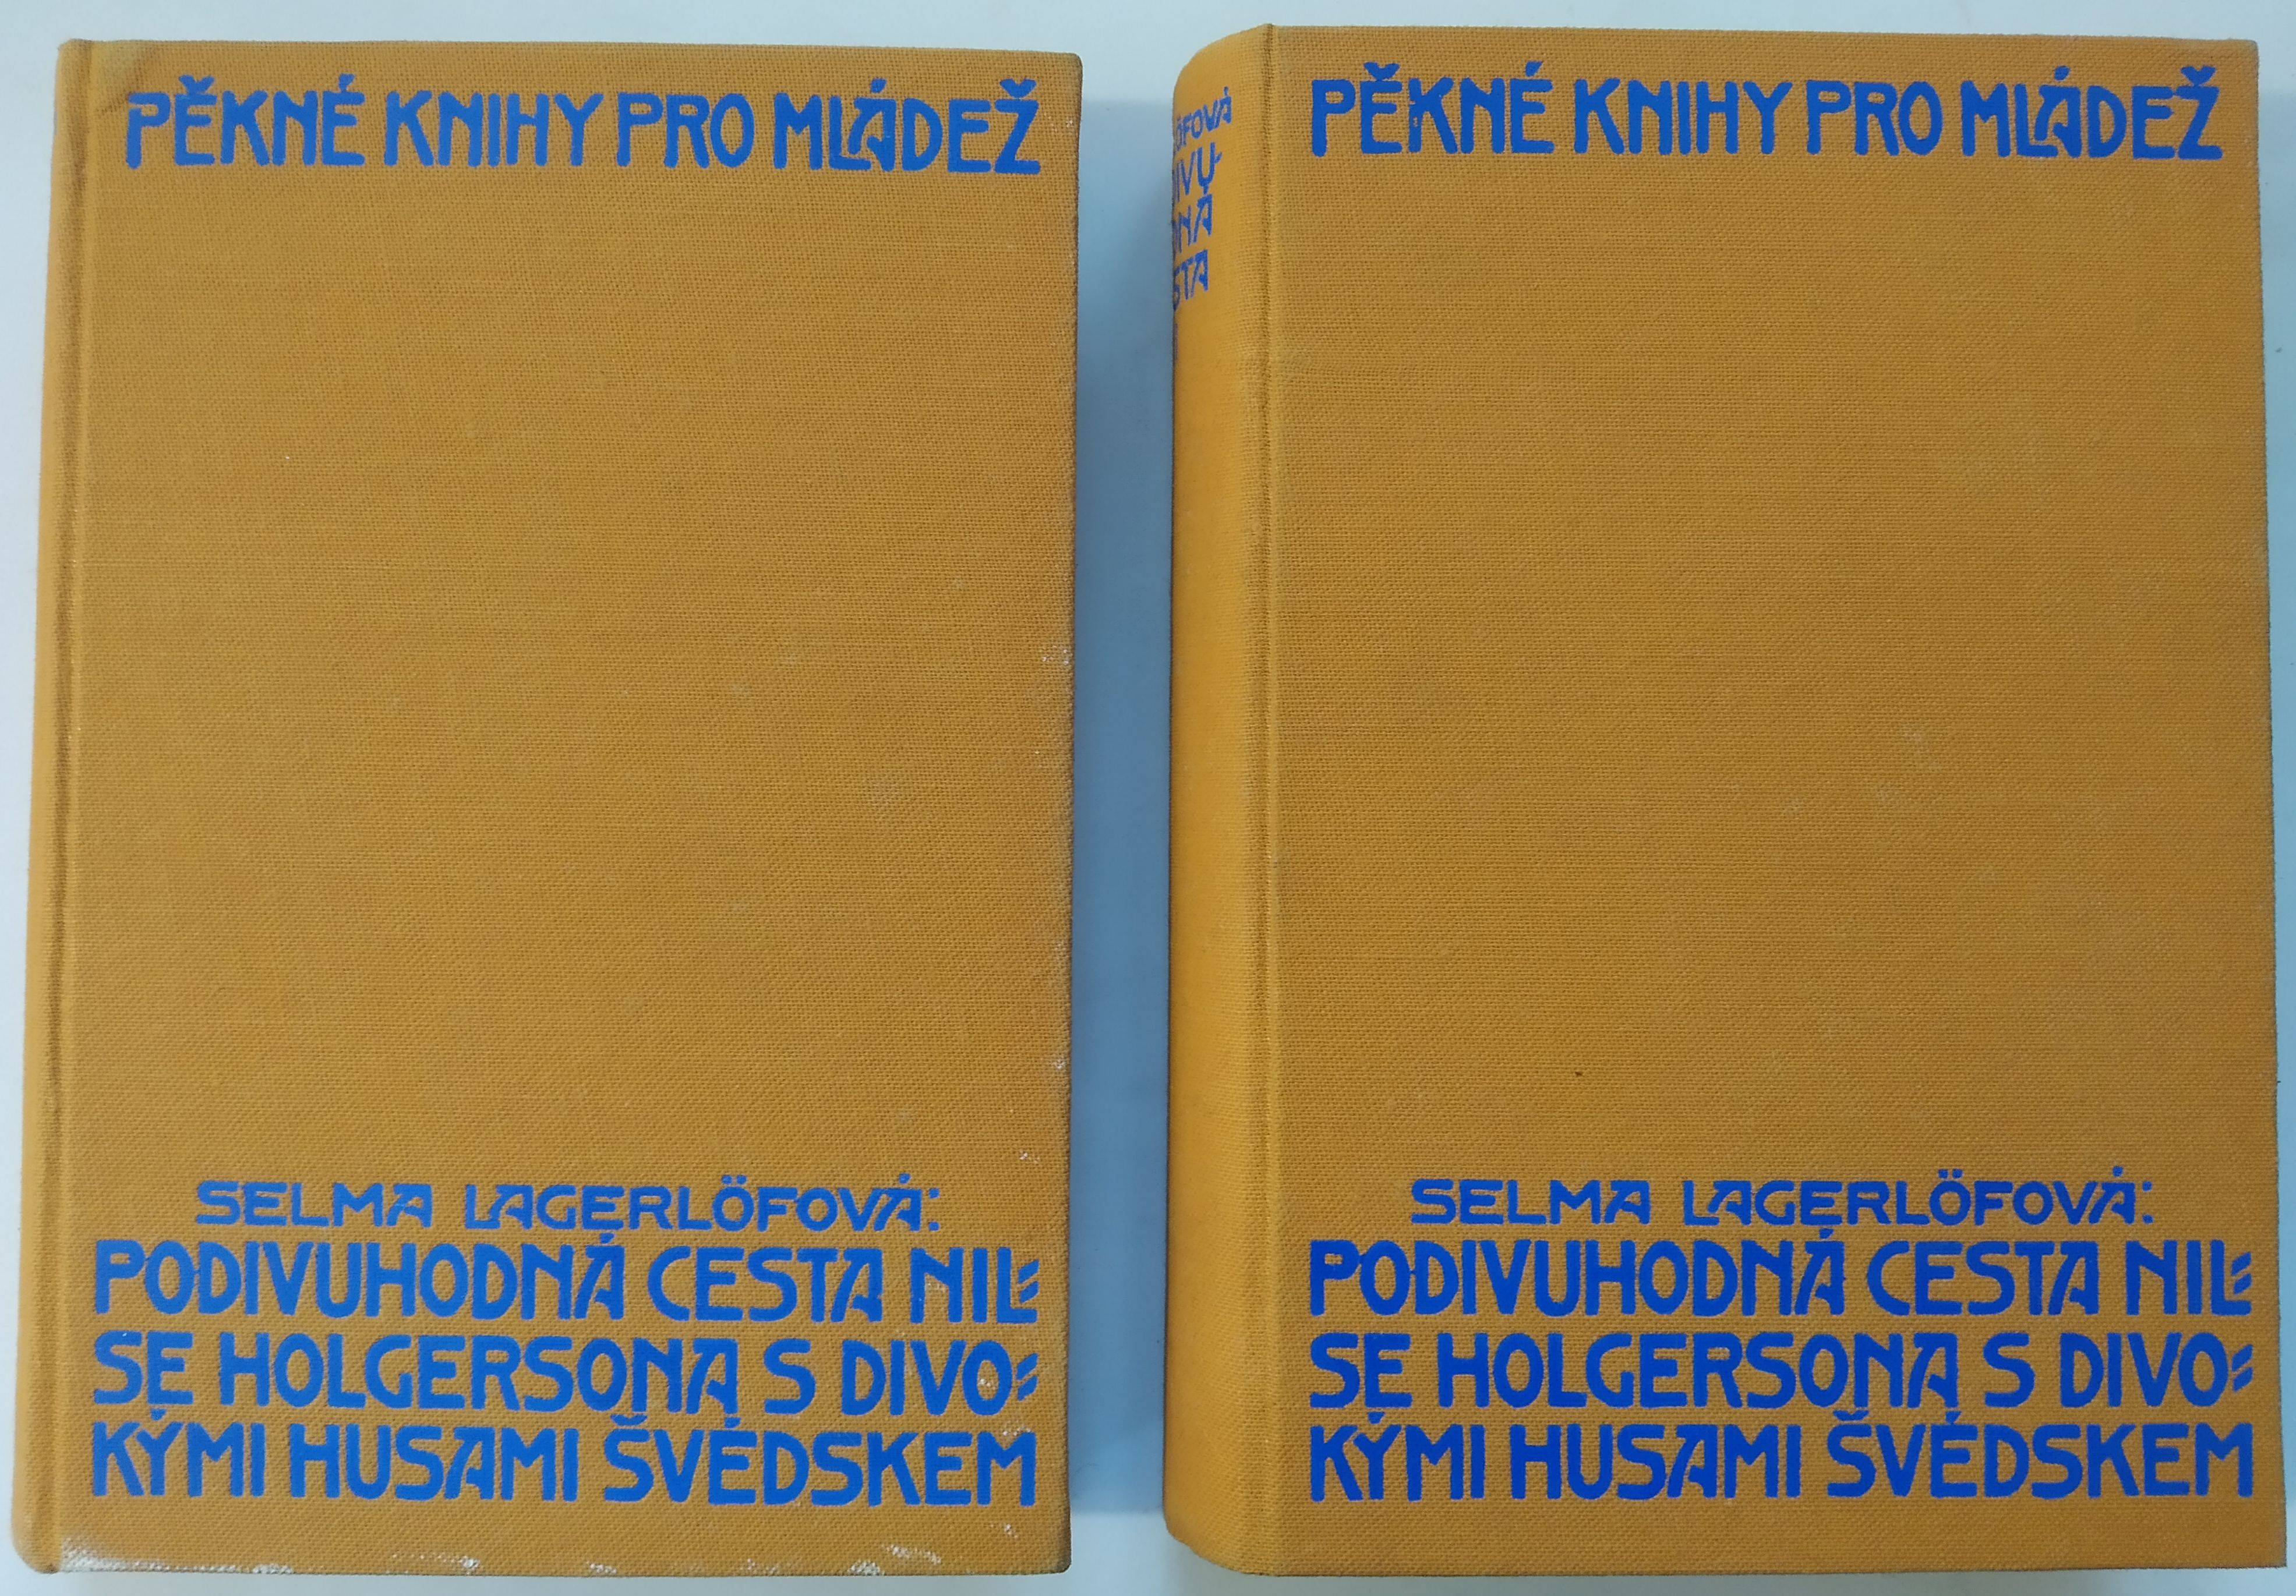 PĚKNÉ KNIHY PRO MLÁDEŽ
SELMA LAGERLÖFOVÁ:
PODIVUHODNÁ CESTA NIL=
SE HOLGERSONA S DIVO=
KÝMI HUSAMI ŠVÉDSKEM
PĚKNÉ KNIHY PRO MLÁDEŽ
SELMA LAGERLÖFOVÁ:
PODIVUHODNÁ CESTA NIL=
SE HOLGERSONA S DIVO=
KÝMI HUSAMI ŠVÉDSKEM